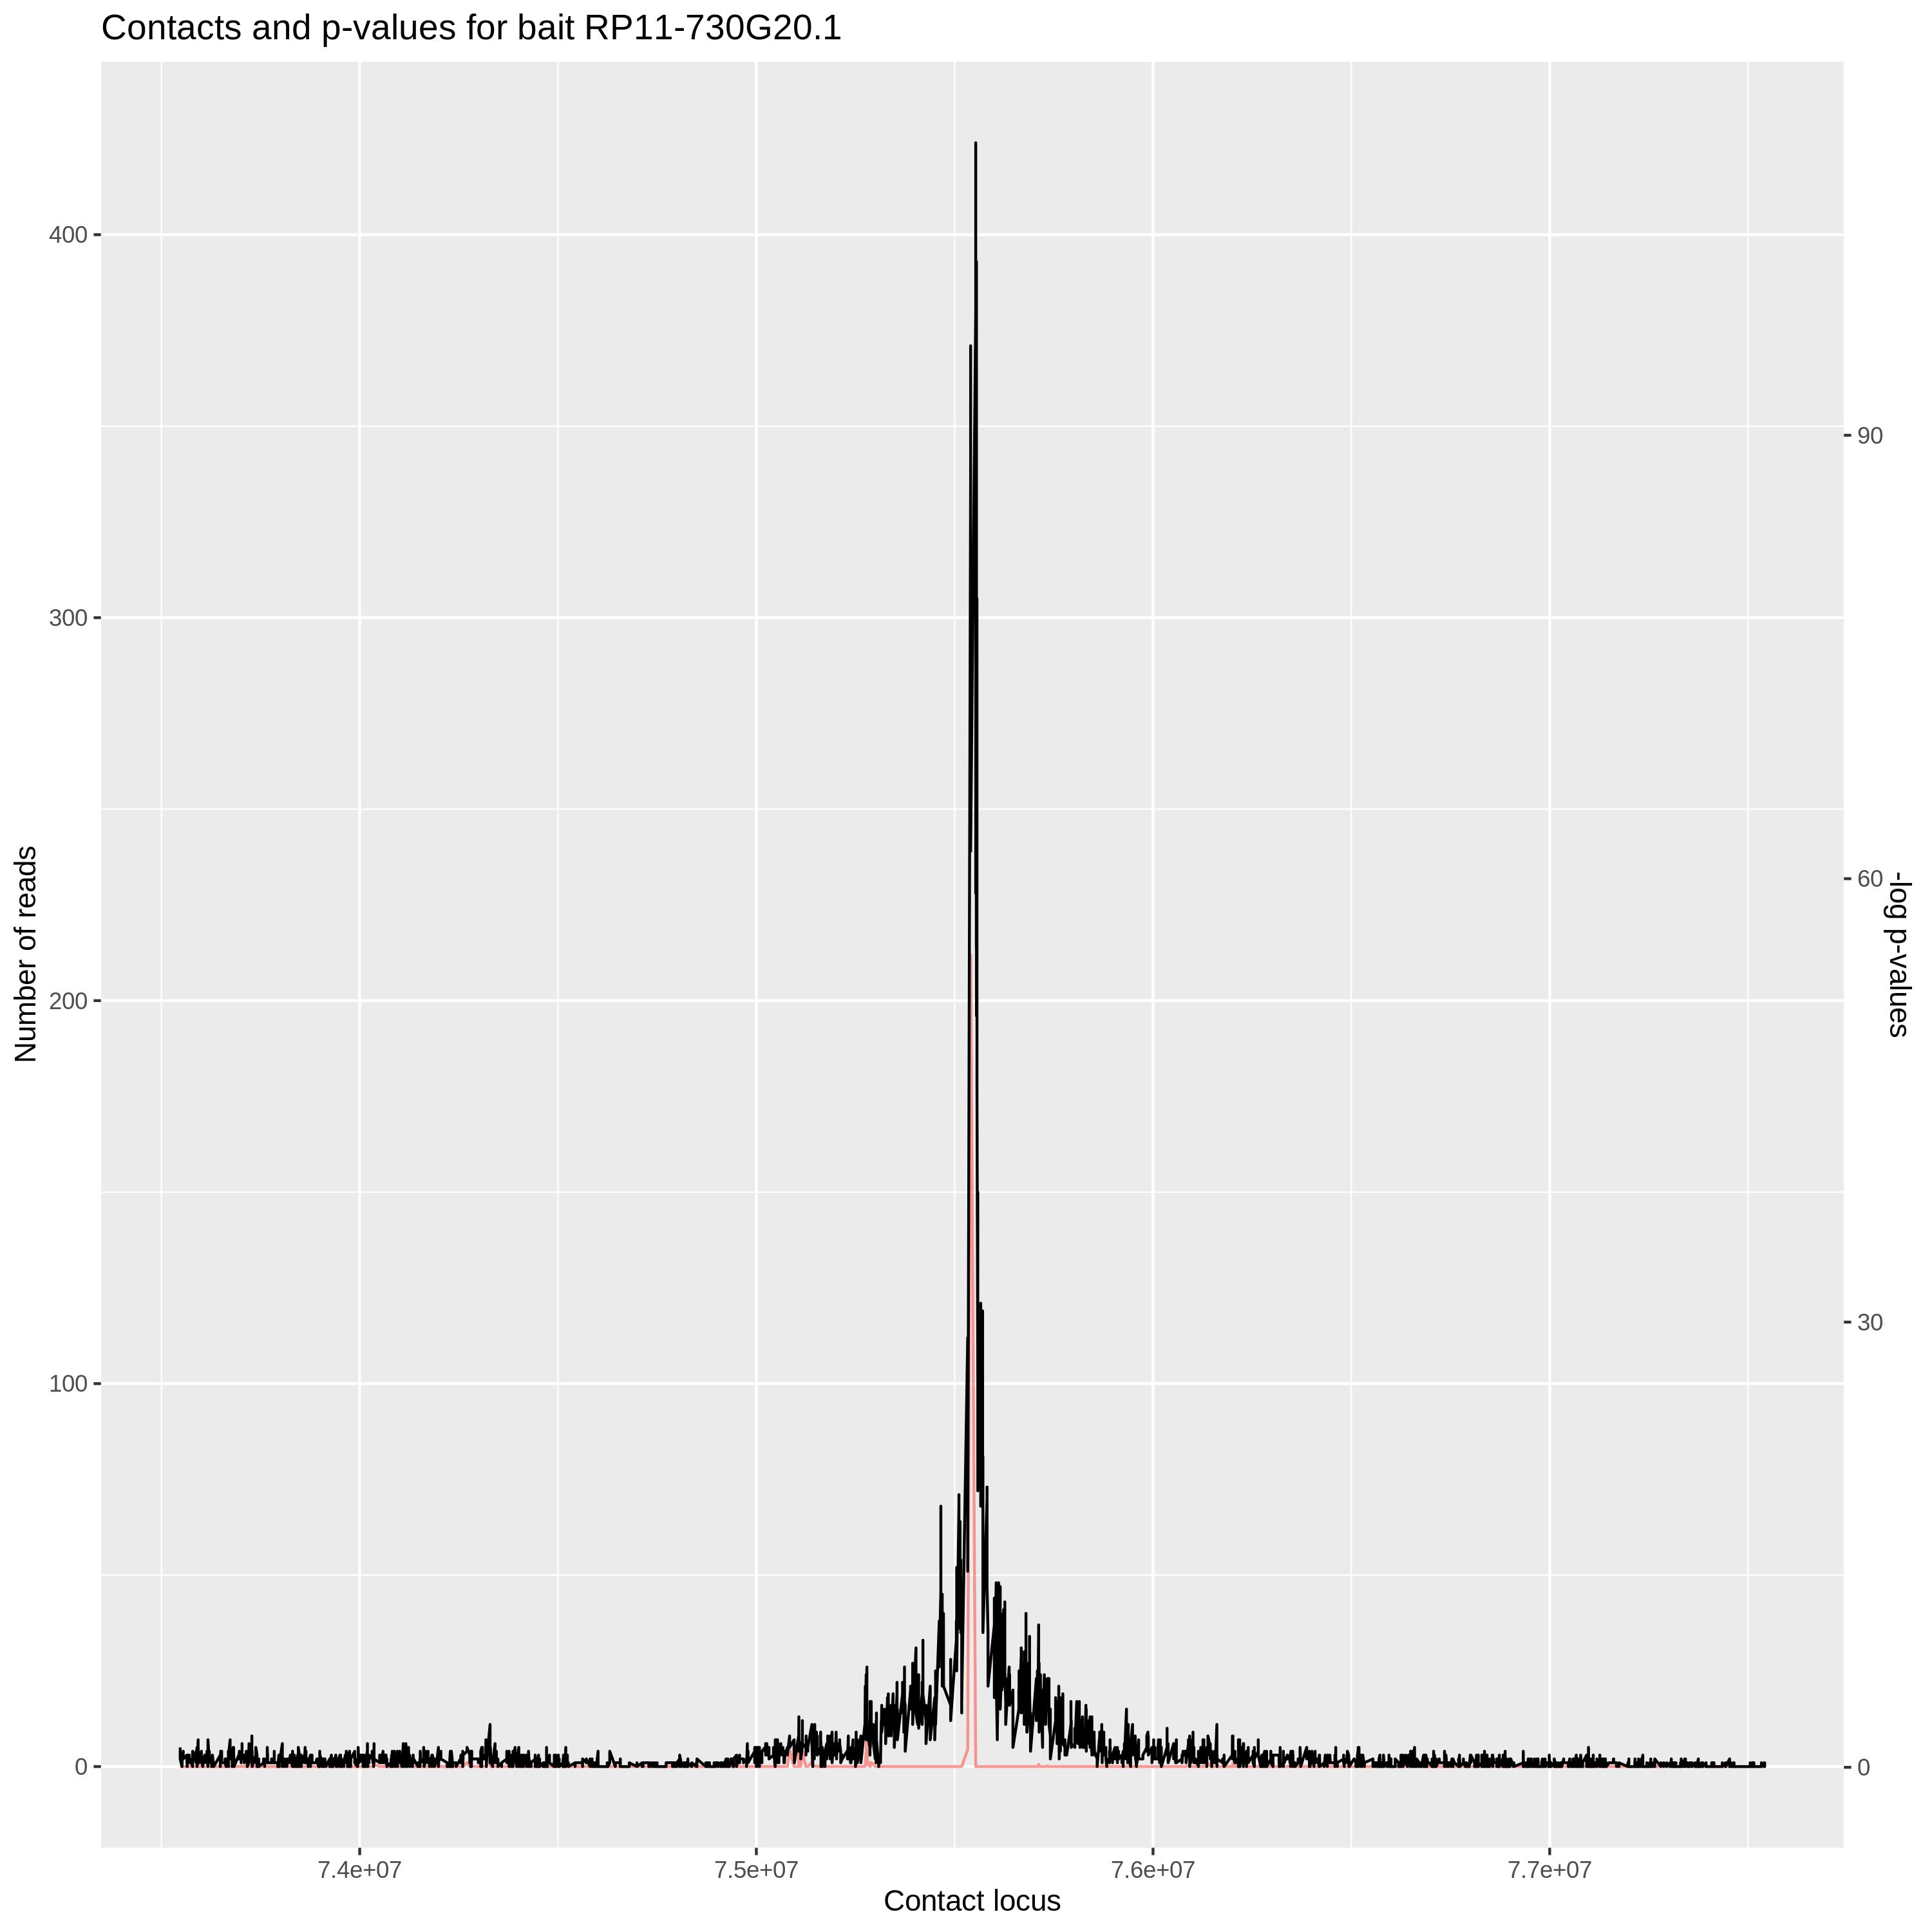 Contacts and p-values for bait RP11-730G20.1
400
300
200
100
0
Number of reads
90
60
30
0
-log p-values
7.4e+07
7.5e+07
7.6e+07
7.7e+07
Contact locus